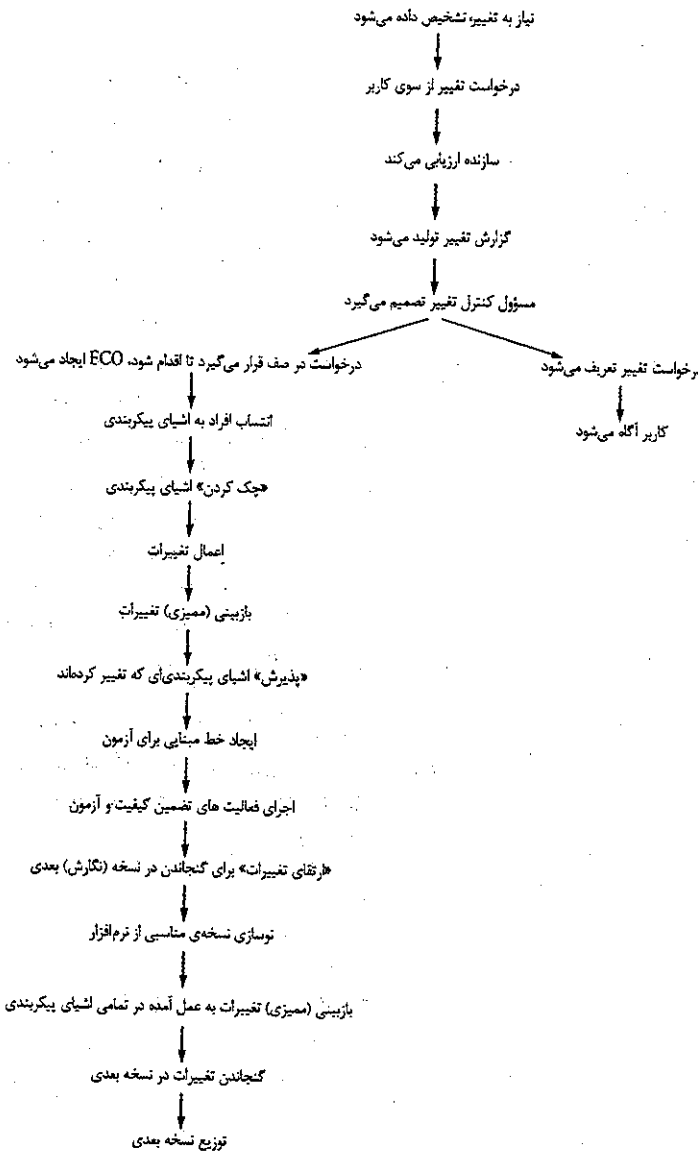 نیاز به تغییر، تشخیص داده می‌شود
درخواست تغییر از سوی کاربر
سازنده ارزیابی می‌کند
گزارش تغییر تولید می‌شود
مسؤول کنترل تغییر تصمیم می‌گیرد
درخواست در صف قرار می‌گیرد تا اقدام شود، ECO ایجاد می‌شود
رخواست تغییر تعریف می‌شود
انتساب افراد به اشیای پیکربندی
کاربر آگاه می‌شود
«چک کردن» اشیای پیکربندی
اعمال تغییرات
بازبینی (ممیزی) تغییرات
«پذیرش» اشیای پیکربندی‌ای که تغییر کرده‌اند
ایجاد خط مبنایی برای آزمون
اجرای فعالیت های تضمین کیفیت و آزمون
«ارتقای تغییرات» برای گنجاندن در نسخه (نگارش) بعدی
نوسازی نسخه‌ی مناسبی از نرم‌افزار
بازبینی (ممیزی) تغییرات به عمل آمده در تمامی اشیای پیکربندی
گنجاندن تغییرات در نسخه بعدی
توزیع نسخه بعدی